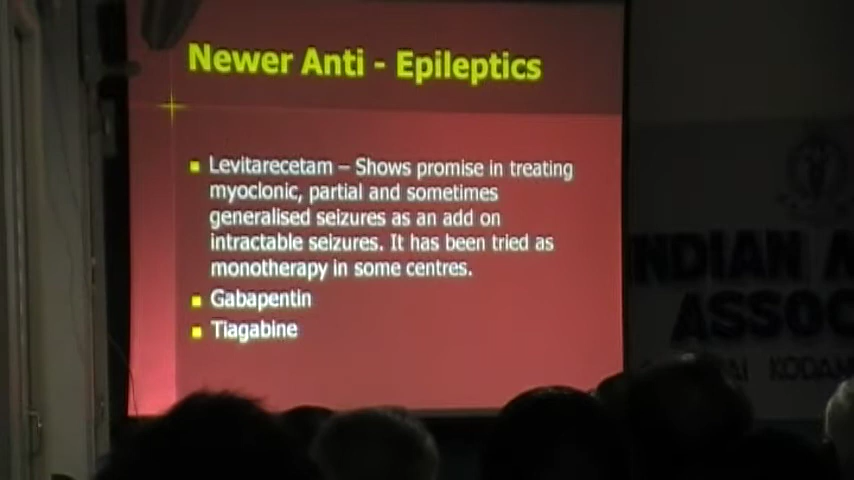 Newer Anti - Epileptics
Levitarecetam – Shows promise in treating
myoclonic, partial and sometimes
generalised seizures as an add on
intractable seizures. It has been tried as
monotherapy in some centres.
Gabapentin
Tiagabine
INDIAN
ASSOC